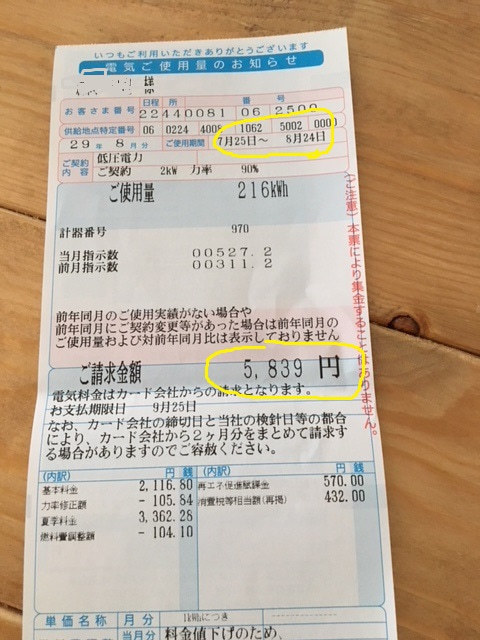 いつもご利用いただきありがとうございます
電気ご使用量のお知らせ
様
日程 所 番 号
お客さま番号 22440081 06 2500
供給地点特定番号 06 0224 4008 1062 5002 0000
29年 8月分 ご使用期間 7月25日～ 8月24日
ご契約内容 低圧電力
ご契約 2kW 力率 90%
ご使用量 216kWh
計器番号 970
当月指示数 00527.2
前月指示数 00311.2
前年同月のご使用実績がない場合や
前年同月にご契約変更等があった場合は前年同月の
ご使用量および対前年同月比は表示しておりません
ご請求金額 5,839 円
電気料金はカード会社からの請求となります。
お支払期限日 9月25日
なお、カード会社の締切日と当社の検針日等の都合
により、カード会社から2ヶ月分をまとめて請求す
る場合がありますのでご容赦ください。
(ご注意)本票により集金することはありません。
(内訳) 円 銭 (内訳) 円 銭
基本料金 2,116.80 再エネ促進賦課金 570.00
力率修正額 - 105.84 消費税等相当額(再掲) 432.00
夏季料金 3,362.28
燃料費調整額 - 104.10
単価名称 月分 につき
当月分 料金値下げのため、